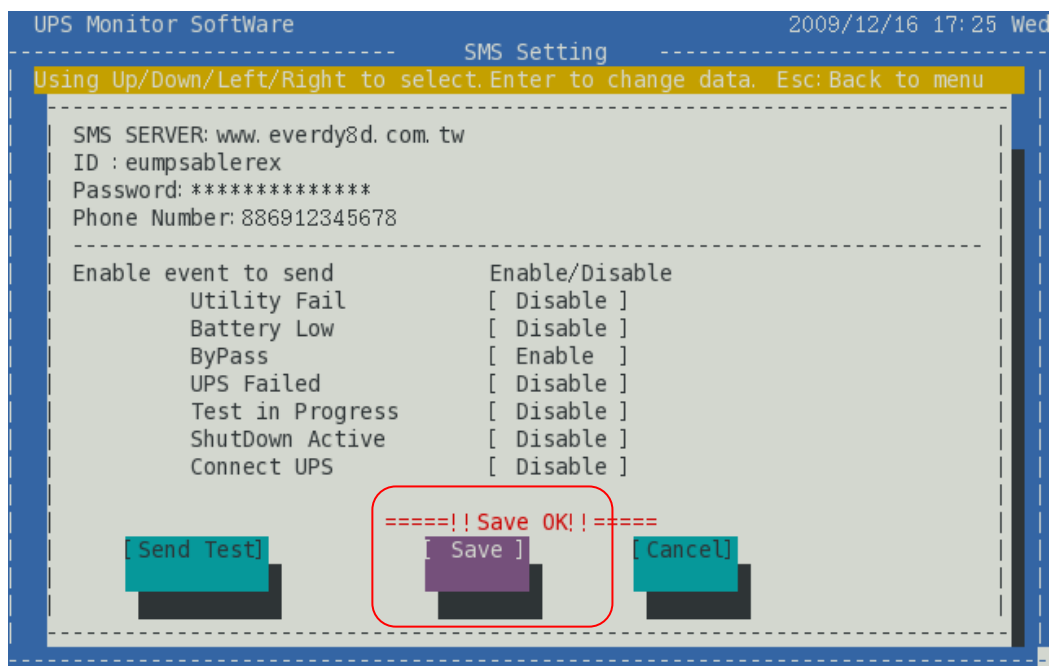 UPS Monitor SoftWare 2009/12/16 17:25 Wed
SMS Setting
Using Up/Down/Left/Right to select.Enter to change data. Esc:Back to menu
SMS SERVER:www.everdy8d.com.tw
ID :eumpsablerex
Password:**************
Phone Number:886912345678
Enable event to send Enable/Disable
Utility Fail [ Disable ]
Battery Low [ Disable ]
ByPass [ Enable ]
UPS Failed [ Disable ]
Test in Progress [ Disable ]
ShutDown Active [ Disable ]
Connect UPS [ Disable ]
=====!!Save OK!!=====
[Send Test] [ Save ] [Cancel]